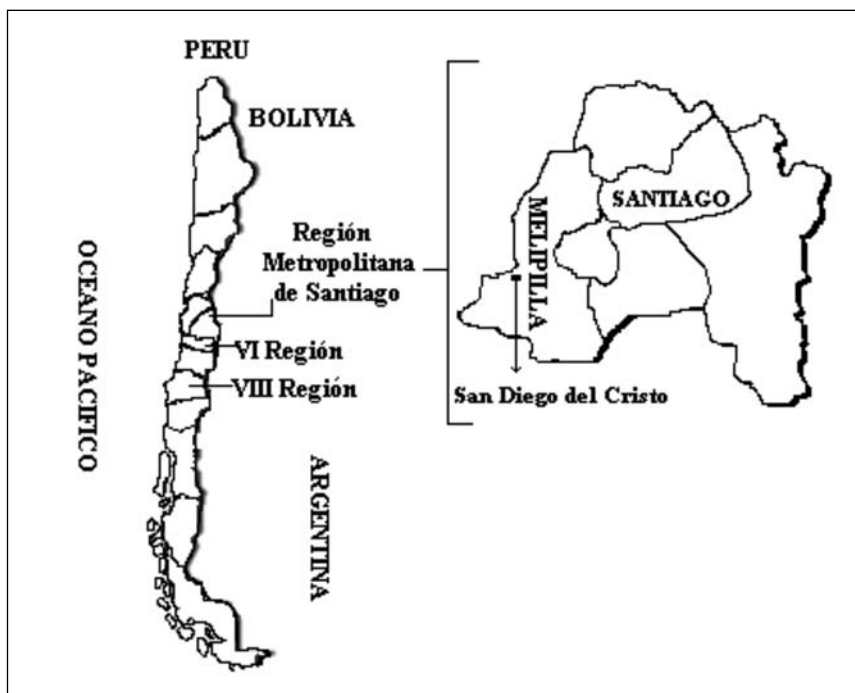 PERU
BOLIVIA
Región
Metropolitana
de Santiago
VI Región
VIII Región
OCEANO PACIFICO
ARGENTINA
SANTIAGO
MELIPILLA
San Diego del Cristo